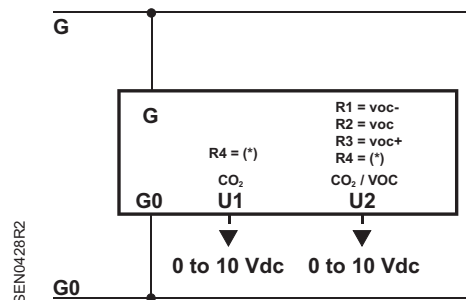 G
G
R1 = voc-
R2 = voc
R3 = voc+
R4 = (*)
R4 = (*)
CO₂
CO₂ / VOC
G0
U1
U2
0 to 10 Vdc
0 to 10 Vdc
G0
SEN0428R2